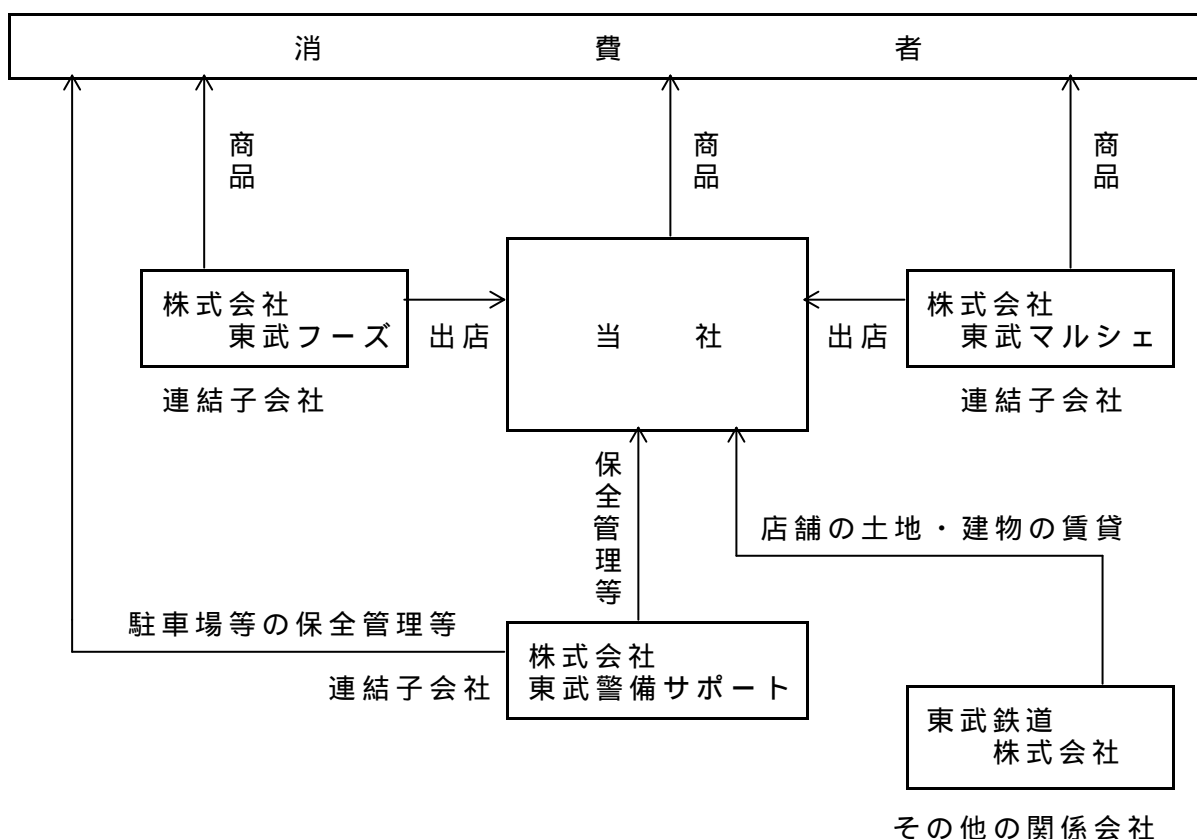 消費者
商品
商品
商品
株式会社
東武フーズ
出店
当社
出店
株式会社
東武マルシェ
連結子会社
連結子会社
保全管理等
店舗の土地・建物の賃貸
駐車場等の保全管理等
株式会社
東武警備サポート
連結子会社
東武鉄道
株式会社
その他の関係会社